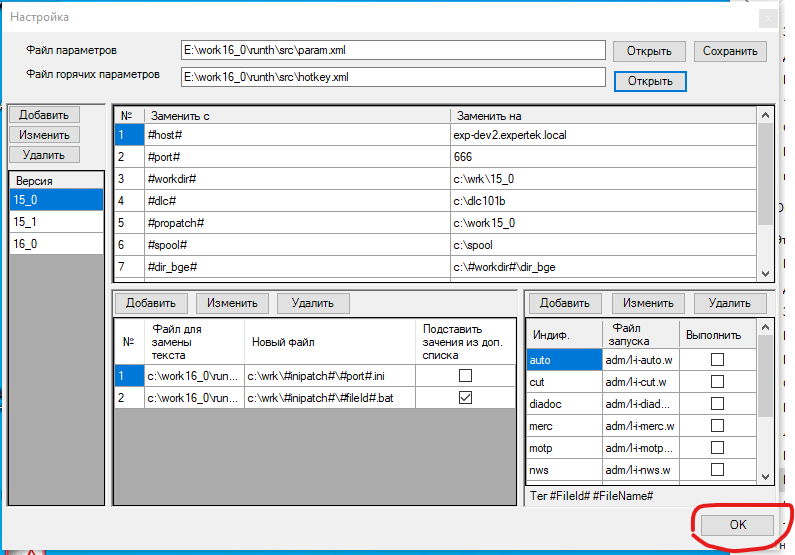 Настройка
Файл параметров E:\work16_0\runth\src\param.xml Открыть Сохранить
Файл горячих параметров E:\work16_0\runth\src\hotkey.xml Открыть
Добавить
Изменить
Удалить
Версия
15_0
15_1
16_0
№ Заменить с Заменить на
1 #host# exp-dev2.expertek.local
2 #port# 666
3 #workdir# c:\wrk\15_0
4 #dlc# c:\dlc101b
5 #propatch# c:\work15_0
6 #spool# c:\spool
7 #dir_bge# c:\#workdir#\dir_bge
Добавить Изменить Удалить
№ Файл для замены текста Новый файл Подставить зачения из доп. списка
1 c:\work16_0\run... c:\wrk\#inipatch#\#port#.ini
2 c:\work16_0\run... c:\wrk\#inipatch#\#fileId#.bat
Добавить Изменить Удалить
Индиф. Файл запуска Выполнить
auto adm/l-i-auto.w
cut adm/l-i-cut.w
diadoc adm/l-i-diad...
merc adm/l-i-merc.w
motp adm/l-i-motp...
nws adm/l-i-nws.w
Тег #FileId# #FileName#
OK